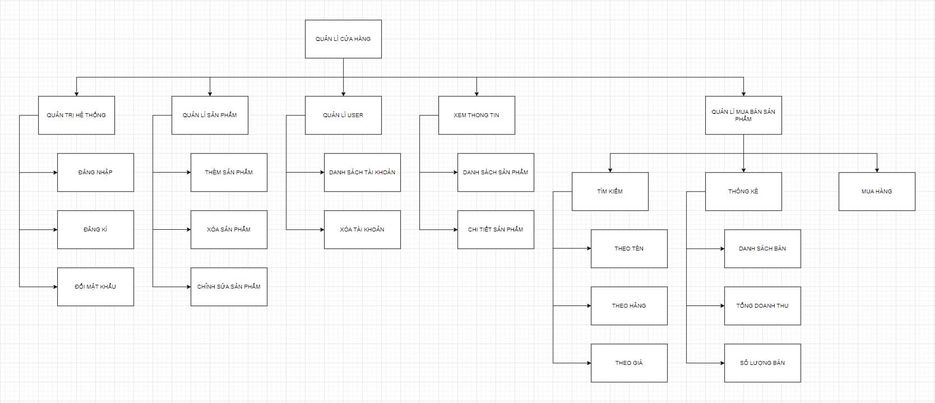 QUẢN LÍ CỬA HÀNG
QUẢN TRỊ HỆ THỐNG
QUẢN LÍ SẢN PHẨM
QUẢN LÍ USER
XEM THONG TIN
QUẢN LÍ MUA BÁN SẢN
PHẨM
ĐĂNG NHẬP
THÊM SẢN PHẨM
DANH SÁCH TÀI KHOẢN
DANH SÁCH SẢN PHẨM
TÌM KIẾM
THỐNG KÊ
MUA HÀNG
ĐĂNG KÍ
XÓA SẢN PHẨM
XÓA TÀI KHOẢN
CHI TIẾT SẢN PHẨM
THEO TÊN
DANH SÁCH BÁN
ĐỔI MẬT KHẨU
CHỈNH SỬA SẢN PHẨM
THEO HÃNG
TỔNG DOANH THU
THEO GIÁ
SỐ LƯỢNG BÁN